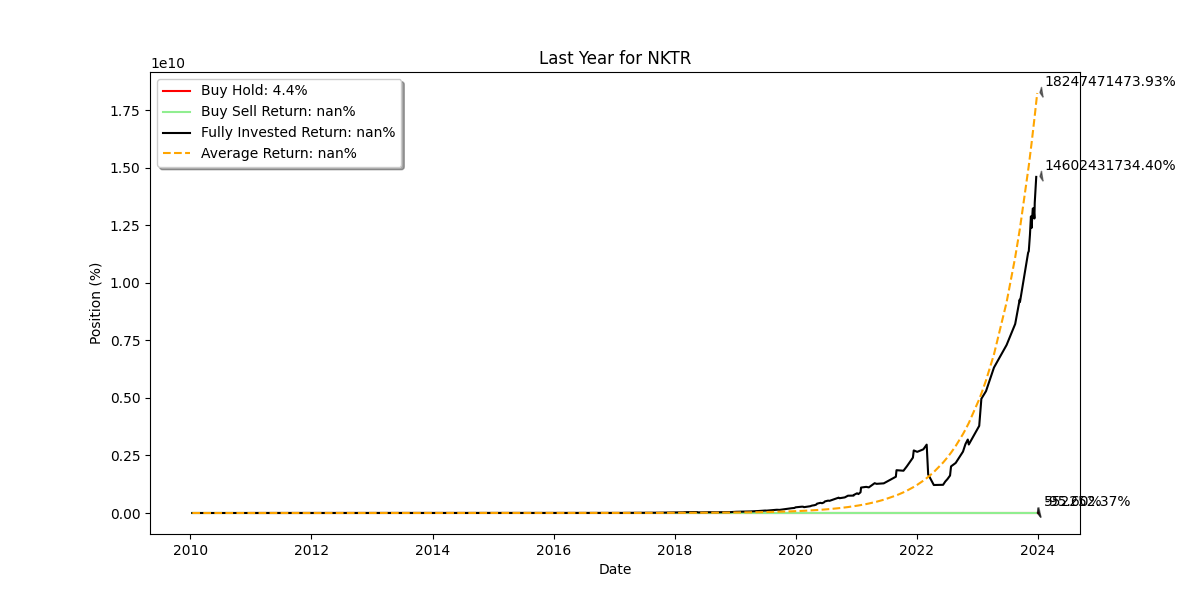 Last Year for NKTR
1e10
Buy Hold: 4.4%
Buy Sell Return: nan%
Fully Invested Return: nan%
Average Return: nan%
18247471473.93%
14602431734.40%
1.75
1.50
1.25
1.00
0.75
0.50
0.25
0.00
Position (%)
2010
2012
2014
2016
2018
2020
2022
2024
Date